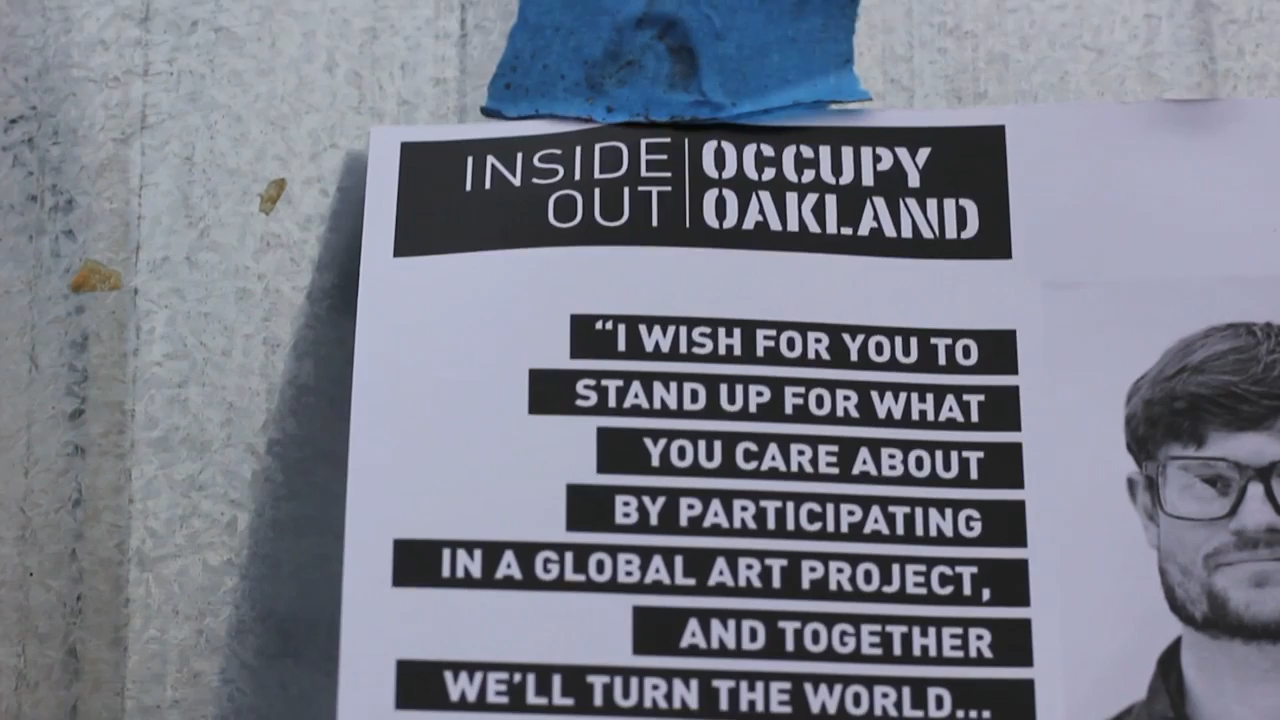 INSIDE OUT
OCCUPY OAKLAND
“I WISH FOR YOU TO
STAND UP FOR WHAT
YOU CARE ABOUT
BY PARTICIPATING
IN A GLOBAL ART PROJECT,
AND TOGETHER
WE’LL TURN THE WORLD...